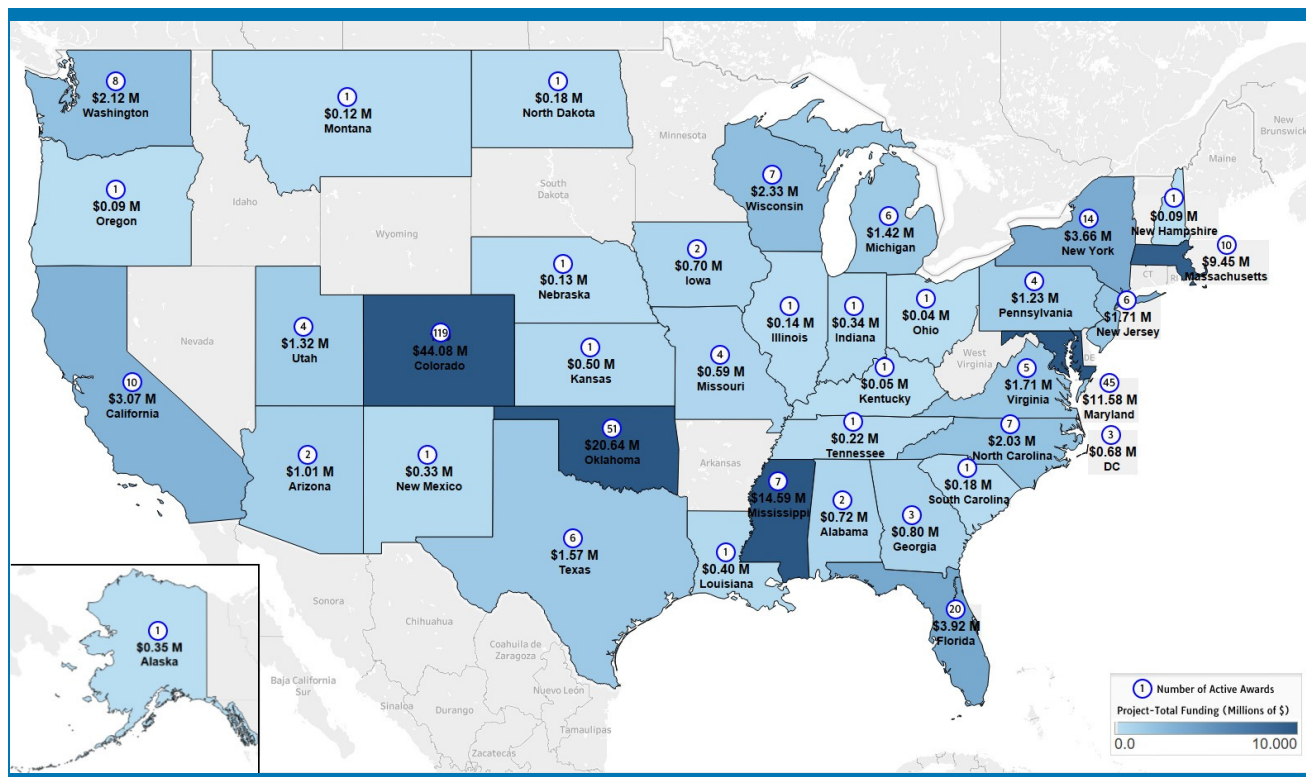 8
$2.12 M
Washington
1
$0.12 M
Montana
1
$0.18 M
North Dakota
Minnesota
New
Brunswick
Maine
1
$0.09 M
Oregon
Idaho
South
Dakota
Wyoming
7
$2.33 M
Wisconsin
6
$1.42 M
Michigan
14
$3.66 M
New York
1
$0.09 M
New Hampshire
10
$9.45 M
Massachusetts
CT
10
$3.07 M
California
Nevada
4
$1.32 M
Utah
119
$44.08 M
Colorado
1
$0.13 M
Nebraska
1
$0.50 M
Kansas
2
$0.70 M
Iowa
4
$0.59 M
Missouri
1
$0.14 M
Illinois
1
$0.34 M
Indiana
1
$0.04 M
Ohio
4
$1.23 M
Pennsylvania
6
$1.71 M
New Jersey
West
Virginia
DE
1
$0.05 M
Kentucky
5
$1.71 M
Virginia
45
$11.58 M
Maryland
3
$0.68 M
DC
2
$1.01 M
Arizona
1
$0.33 M
New Mexico
51
$20.64 M
Oklahoma
Arkansas
1
$0.22 M
Tennessee
7
$2.03 M
North Carolina
1
$0.18 M
South Carolina
6
$1.57 M
Texas
1
$0.40 M
Louisiana
7
$14.59 M
Mississippi
2
$0.72 M
Alabama
3
$0.80 M
Georgia
20
$3.92 M
Florida
1
$0.35 M
Alaska
Sonora
Chihuahua
Coahuila de
Zaragoza
Baja California
Sur
Sinaloa
Durango
Nuevo León
Tamaulipas
Zacatecas
1 Number of Active Awards
Project-Total Funding (Millions of $)
0.0 10.000